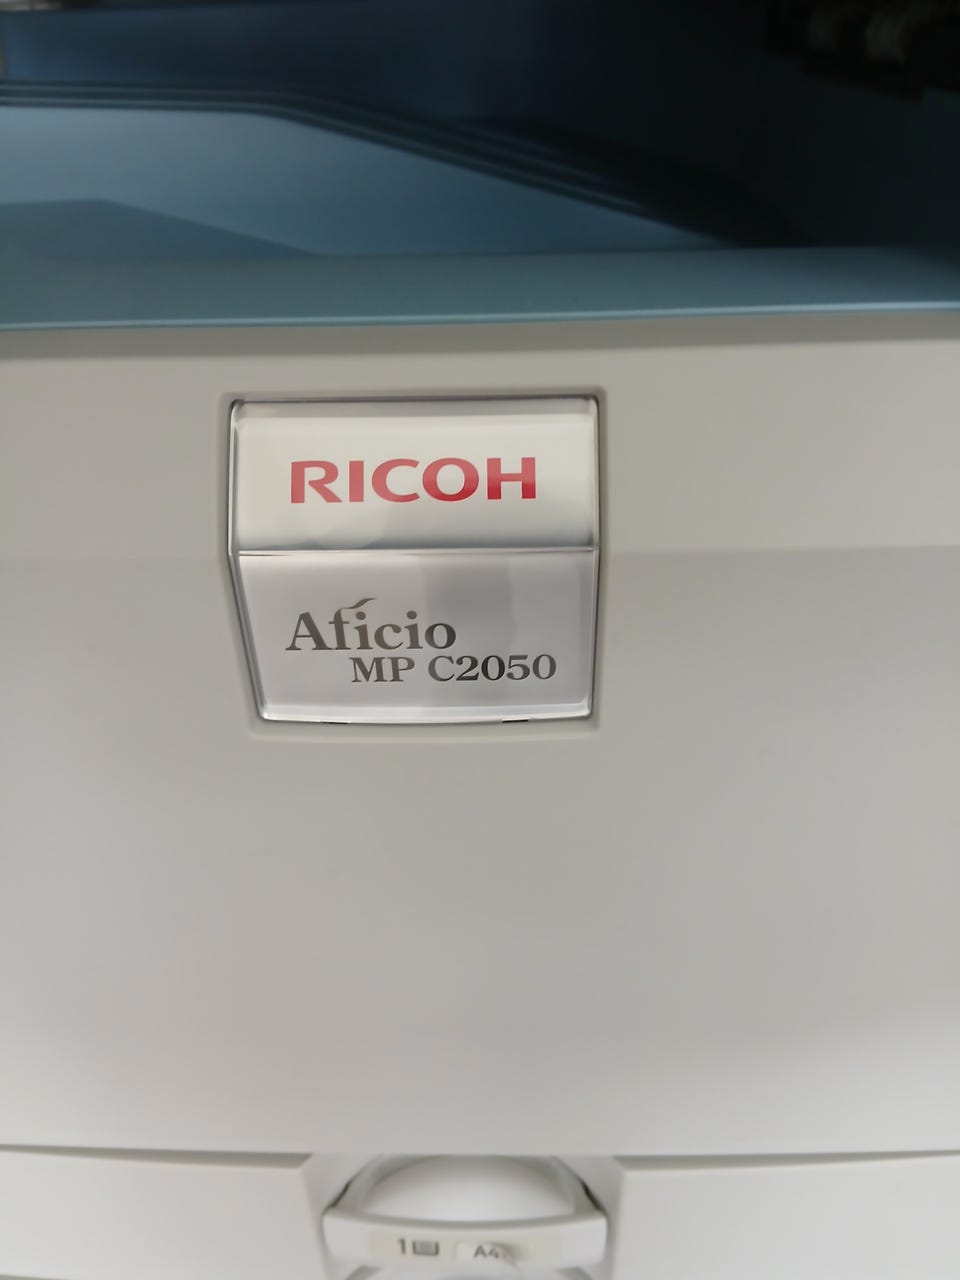 RICOH
Aficio
MP C2050
1 A4